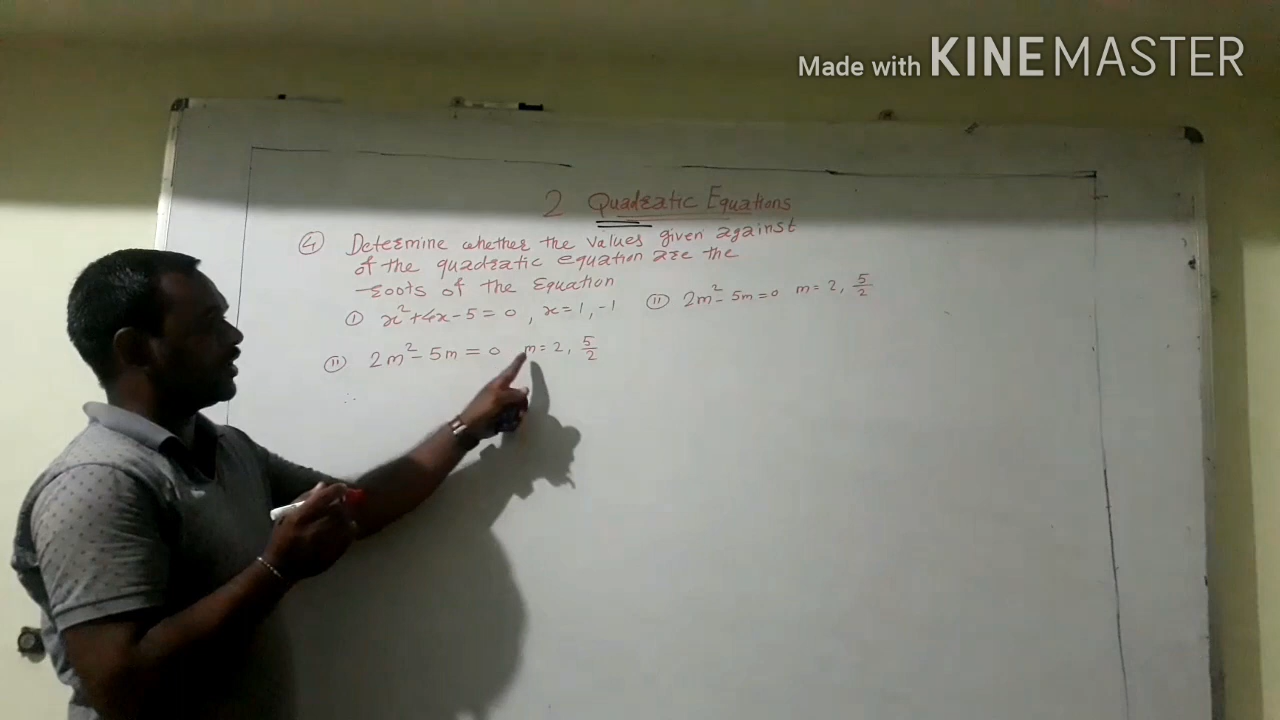 Made with KINEMASTER
2 Quadratic Equations
④ Determine whether the values given against
of the quadratic equation are the
roots of the Equation
① x² + 4x - 5 = 0 , x = 1, -1
⑪ 2m² - 5m = 0 m = 2, 5/2
⑪ 2m² - 5m = 0 m = 2, 5/2